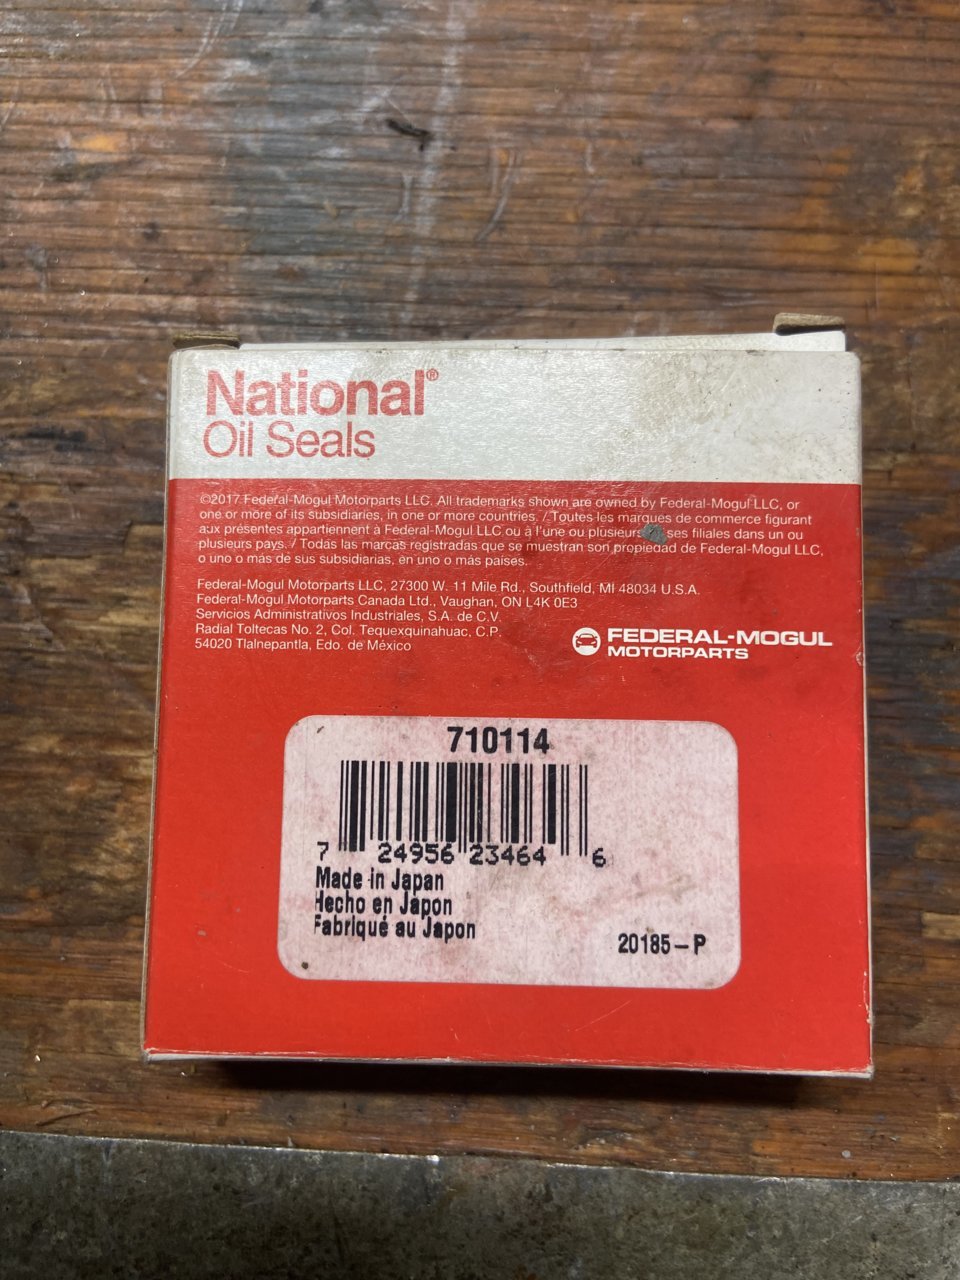 National®
Oil Seals
©2017 Federal-Mogul Motorparts LLC. All trademarks shown are owned by Federal-Mogul LLC, or
one or more of its subsidiaries, in one or more countries. / Toutes les marques de commerce figurant
aux présentes appartiennent à Federal-Mogul LLC ou à l'une ou plusieurs ses filiales dans un ou
plusieurs pays. / Todas las marcas registradas que se muestran son propiedad de Federal-Mogul LLC,
o uno o más de sus subsidiarias, en uno o más países.
Federal-Mogul Motorparts LLC, 27300 W. 11 Mile Rd., Southfield, MI 48034 U.S.A.
Federal-Mogul Motorparts Canada Ltd., Vaughan, ON L4K 0E3
Servicios Administrativos Industriales, S.A. de C.V.
Radial Toltecas No. 2, Col. Tequexquinahuac, C.P.
54020 Tlalnepantla, Edo. de México
FEDERAL-MOGUL
MOTORPARTS
710114
7 24956 23464 6
Made in Japan
Hecho en Japon
Fabriqué au Japon
20185-P